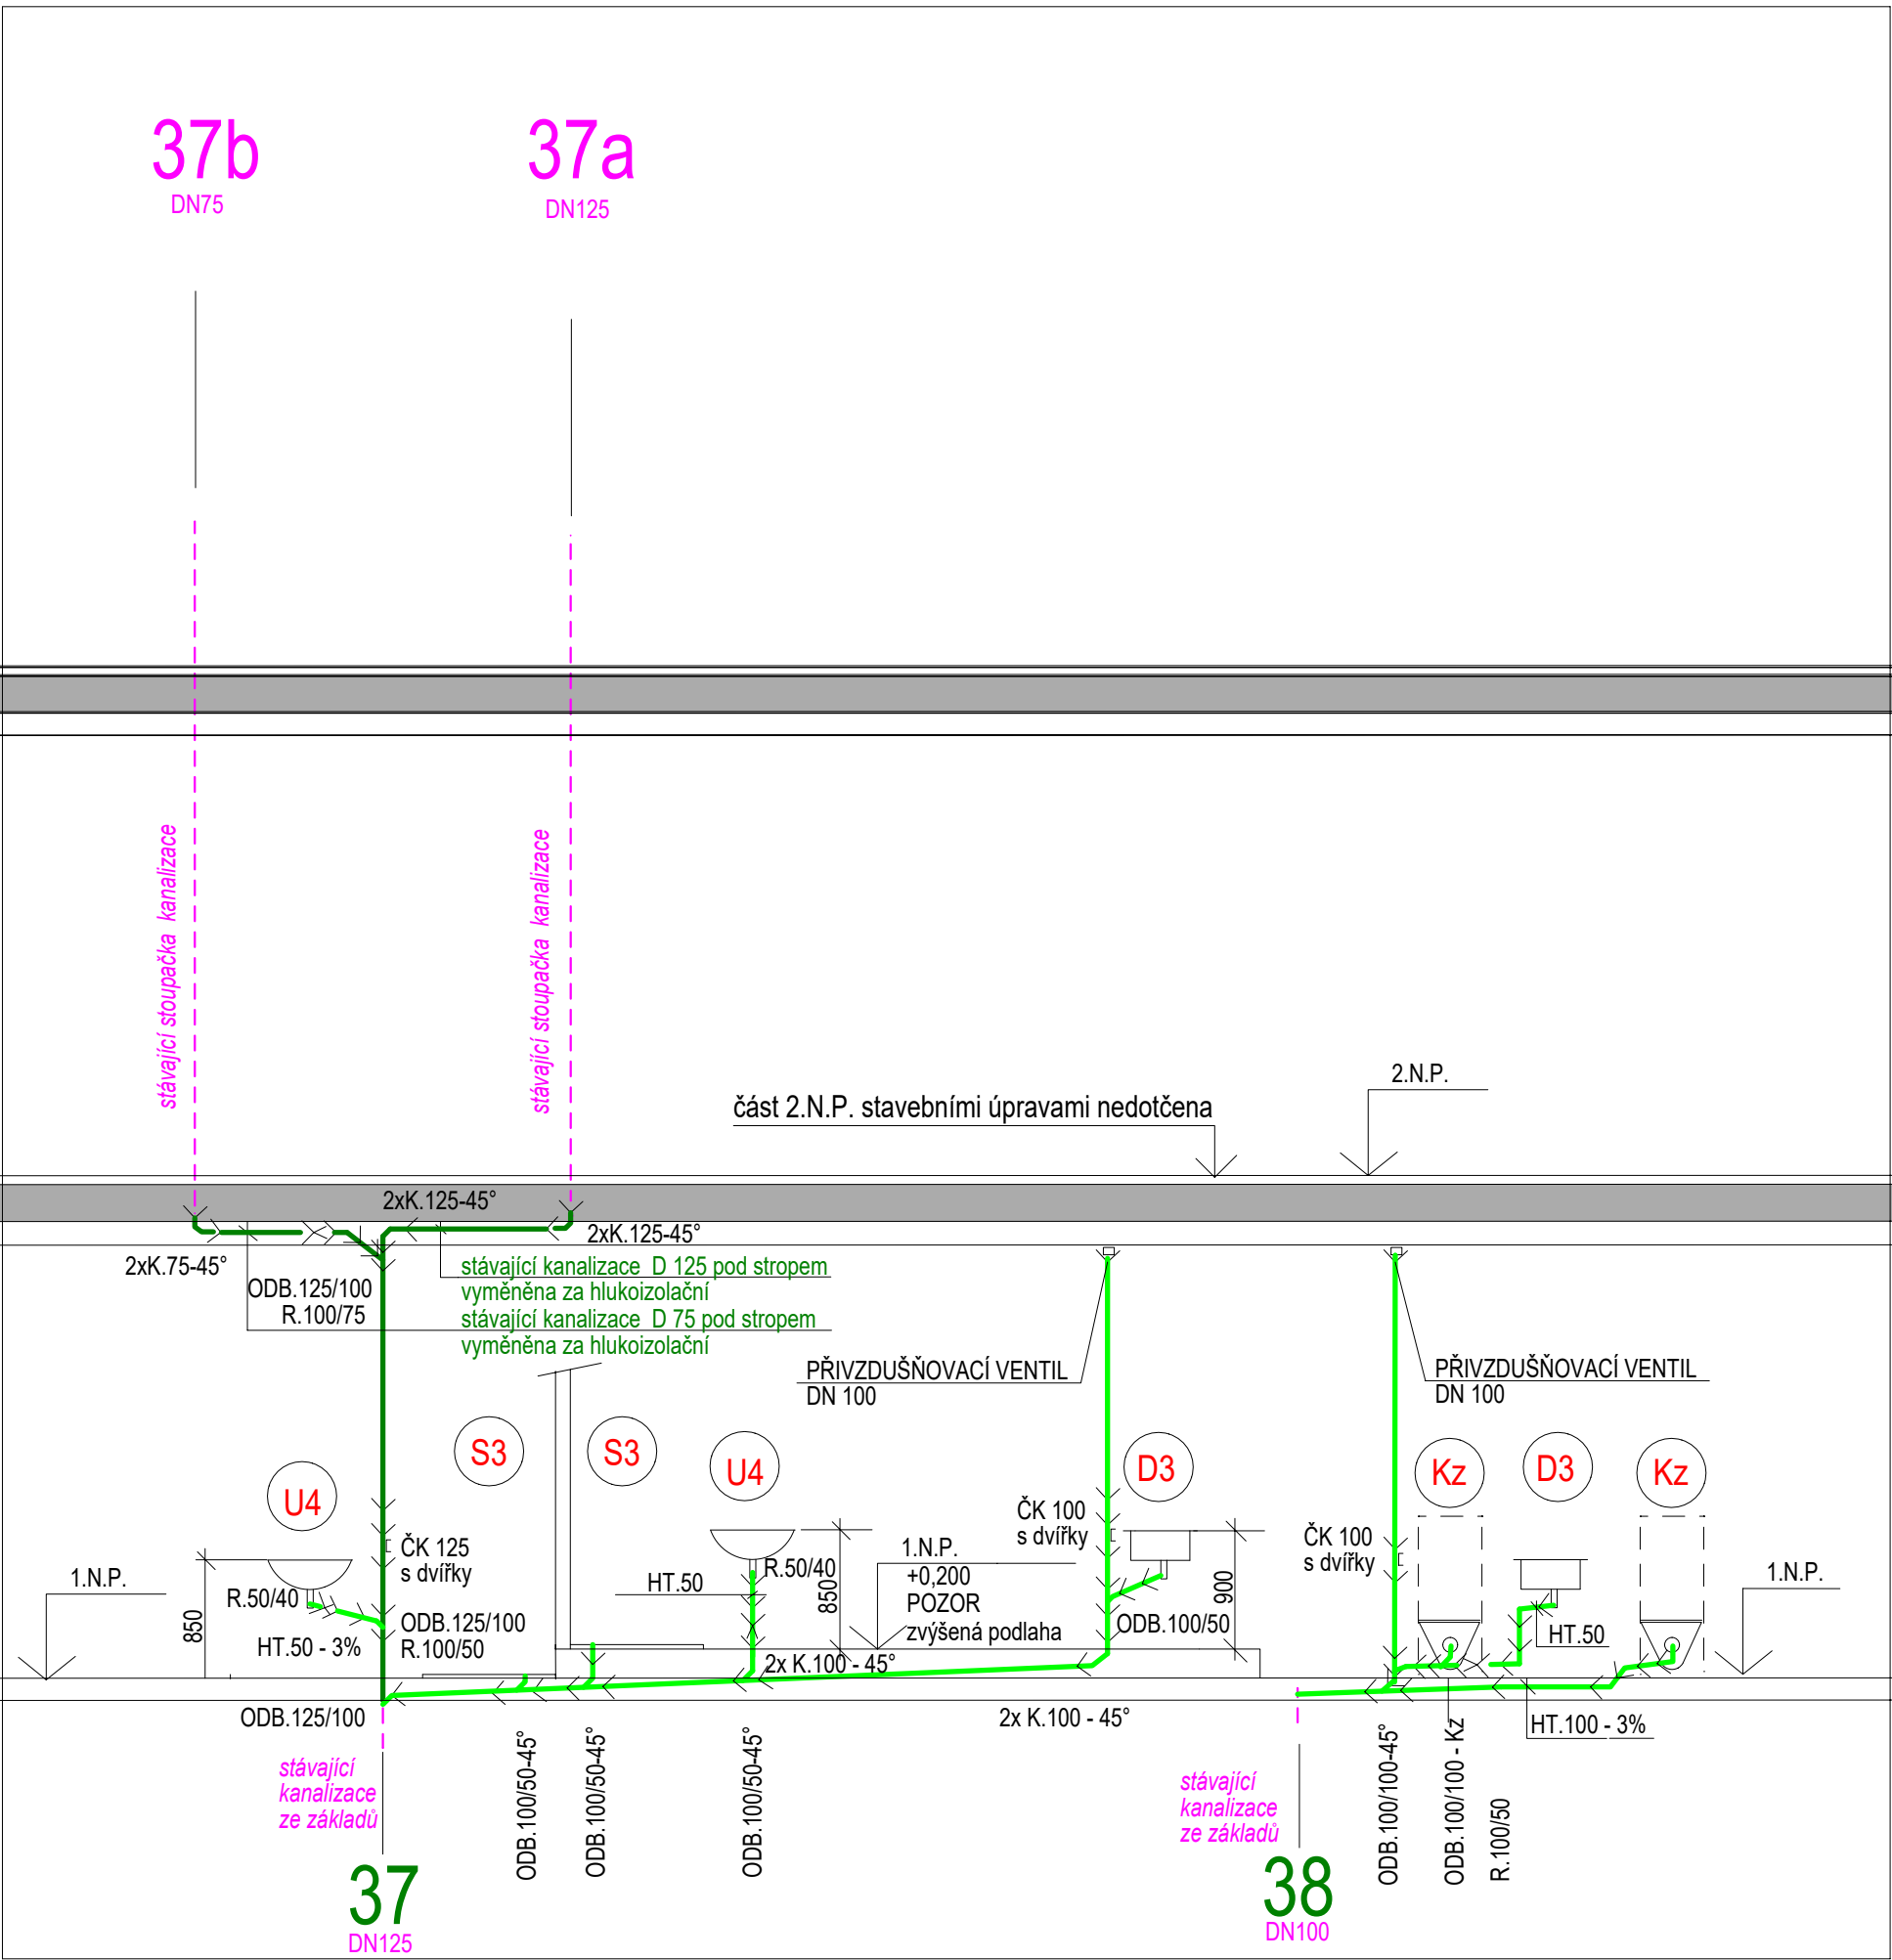 37b
DN75
37a
DN125
stávající stoupačka kanalizace
stávající stoupačka kanalizace
2.N.P.
část 2.N.P. stavebními úpravami nedotčena
2xK.125-45°
2xK.125-45°
2xK.75-45°
ODB.125/100
R.100/75
stávající kanalizace D 125 pod stropem
vyměněna za hlukoizolační
stávající kanalizace D 75 pod stropem
vyměněna za hlukoizolační
PŘIVZDUŠŇOVACÍ VENTIL
DN 100
PŘIVZDUŠŇOVACÍ VENTIL
DN 100
U4
S3
S3
U4
D3
Kz
D3
Kz
ČK 125
s dvířky
ČK 100
s dvířky
ČK 100
s dvířky
1.N.P.
850
R.50/40
HT.50 - 3%
ODB.125/100
R.100/50
HT.50
R.50/40
850
1.N.P.
+0,200
POZOR
zvýšená podlaha
ODB.100/50
900
HT.50
1.N.P.
2x K.100 - 45°
ODB.125/100
2x K.100 - 45°
HT.100 - 3%
stávající
kanalizace
ze základů
ODB.100/50-45°
ODB.100/50-45°
ODB.100/50-45°
stávající
kanalizace
ze základů
ODB.100/100-45°
ODB.100/100 - Kz
R.100/50
37
DN125
38
DN100